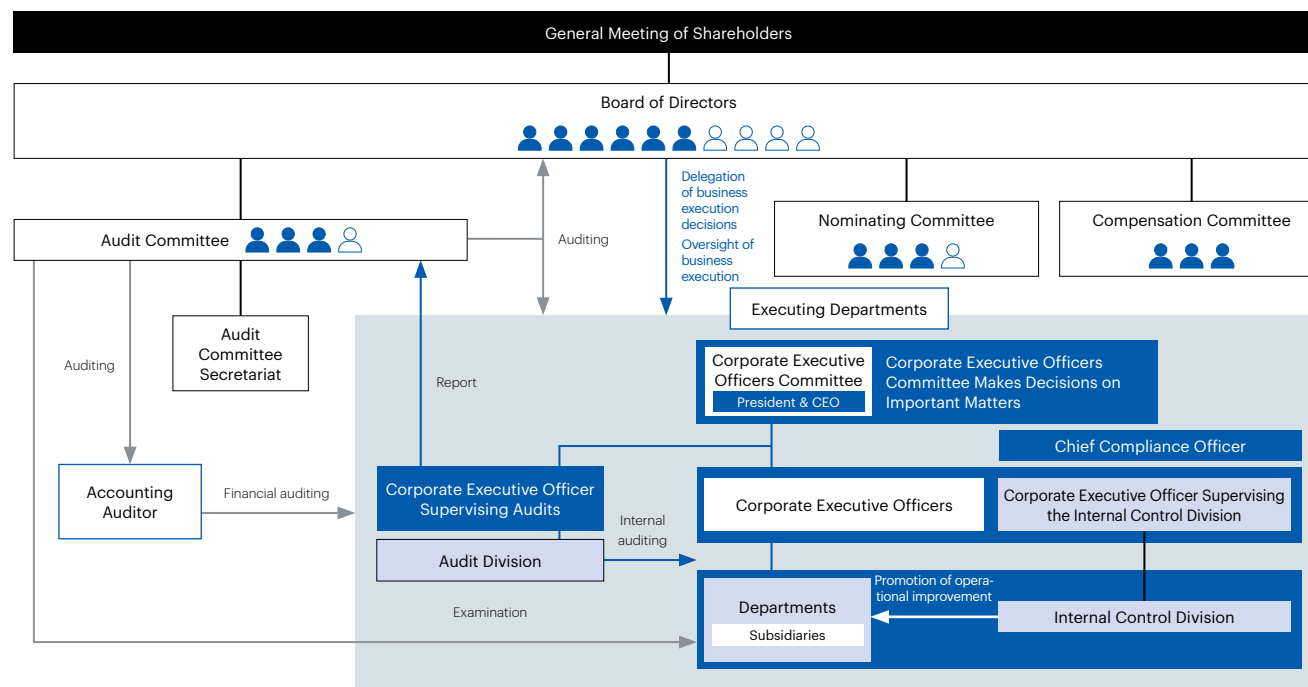 General Meeting of Shareholders
Board of Directors
Delegation
of business
execution
decisions
Oversight of
business
execution
Auditing
Audit Committee
Nominating Committee
Compensation Committee
Executing Departments
Audit
Committee
Secretariat
Auditing
Report
Corporate Executive
Officers Committee
President & CEO
Corporate Executive Officers
Committee Makes Decisions on
Important Matters
Chief Compliance Officer
Accounting
Auditor
Financial auditing
Corporate Executive Officer
Supervising Audits
Internal
auditing
Corporate Executive Officers
Corporate Executive Officer Supervising
the Internal Control Division
Audit Division
Promotion of opera-
tional improvement
Departments
Subsidiaries
Internal Control Division
Examination